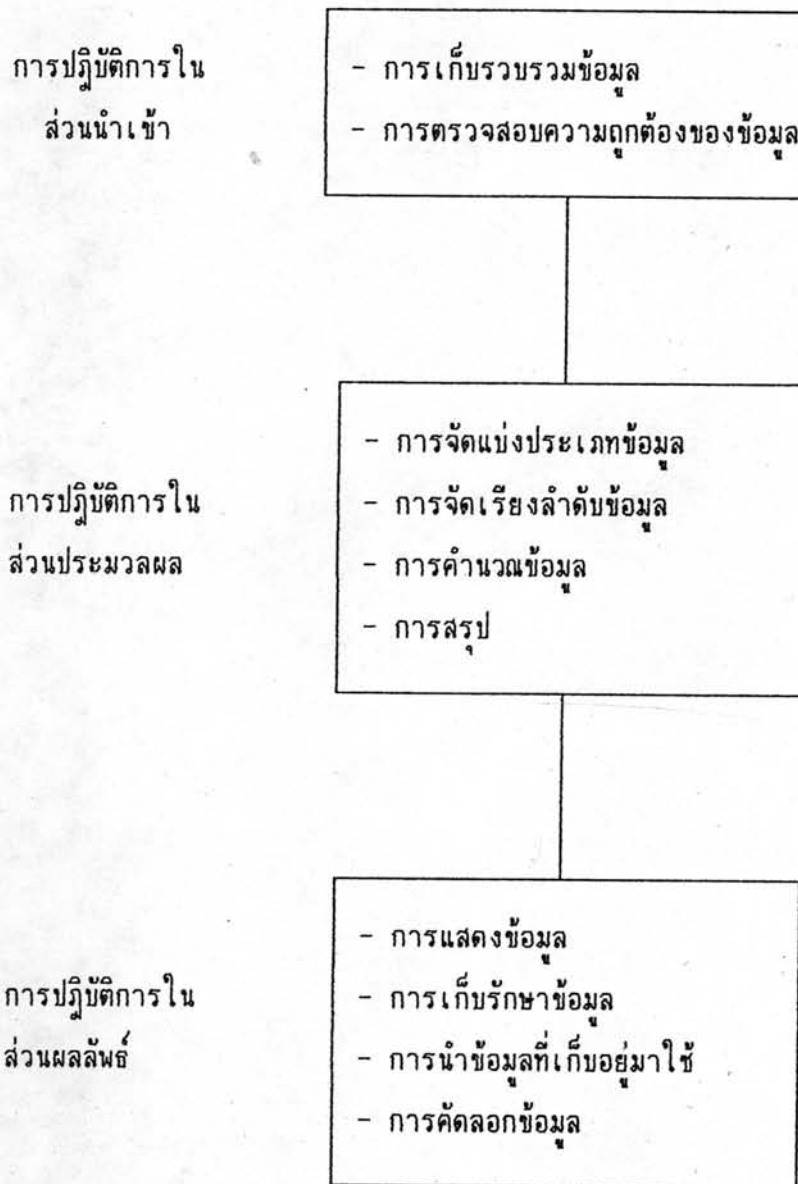 การปฎิบัติการใน
ส่วนนำเข้า
- การเก็บรวบรวมข้อมูล
- การตรวจสอบความถูกต้องของข้อมูล
การปฎิบัติการใน
ส่วนประมวลผล
- การจัดแบ่งประเภทข้อมูล
- การจัดเรียงลำดับข้อมูล
- การคำนวณข้อมูล
- การสรุป
การปฎิบัติการใน
ส่วนผลลัพธ์
- การแสดงข้อมูล
- การเก็บรักษาข้อมูล
- การนำข้อมูลที่เก็บอยู่มาใช้
- การคัดลอกข้อมูล